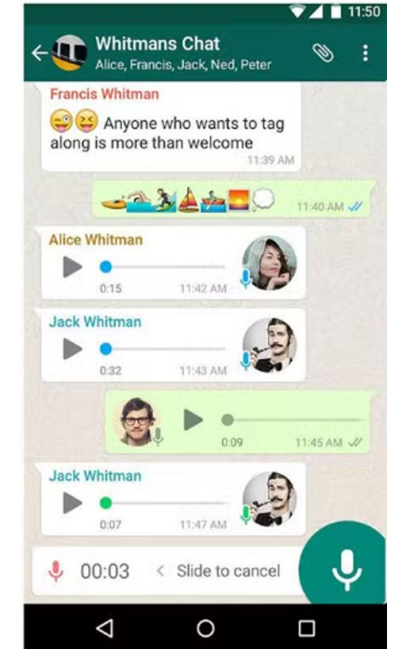 11:50
Whitmans Chat
Alice, Francis, Jack, Ned, Peter
Francis Whitman
Anyone who wants to tag
along is more than welcome
11:39 AM
11:40 AM
Alice Whitman
0:15 11:42 AM
Jack Whitman
0:32 11:43 AM
0:09 11:45 AM
Jack Whitman
0:07 11:47 AM
00:03 < Slide to cancel